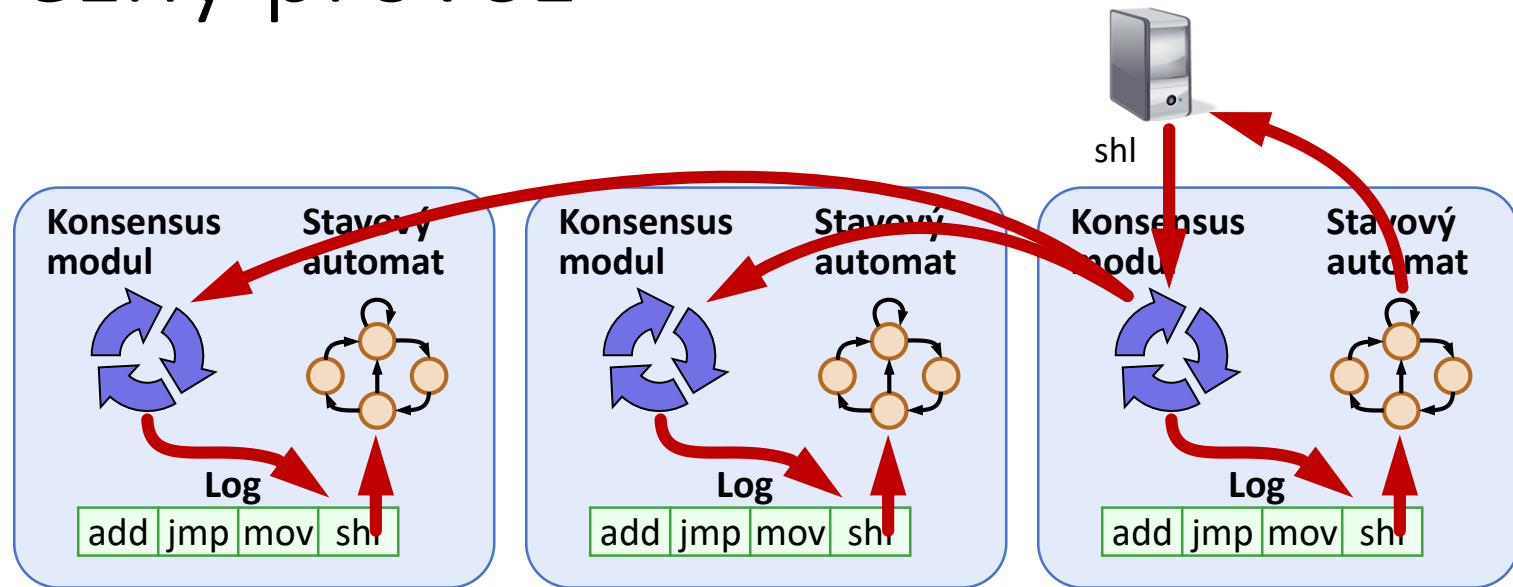 shl
Konsensus modul
Stavový automat
Log
add jmp mov shl
Konsensus modul
Stavový automat
Log
add jmp mov shl
Konsensus modul
Stavový automat
Log
add jmp mov shl